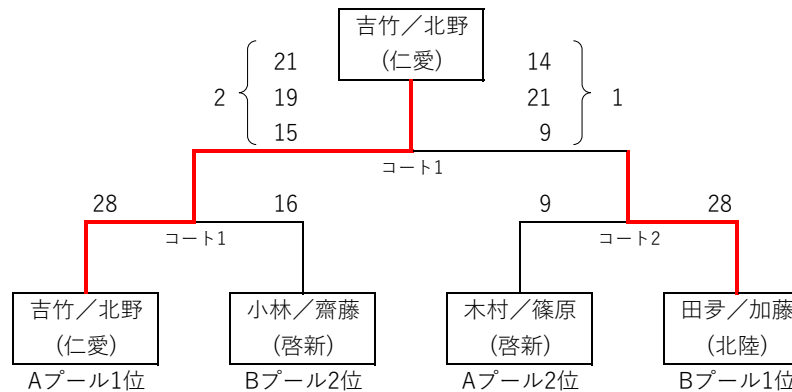 吉竹／北野
(仁愛)
21 14
2 19 21 1
15 9
コート1
28 16 9 28
コート1 コート2
吉竹／北野 小林／齋藤 木村／篠原 田夛／加藤
(仁愛) (啓新) (啓新) (北陸)
Aプール1位 Bプール2位 Aプール2位 Bプール1位